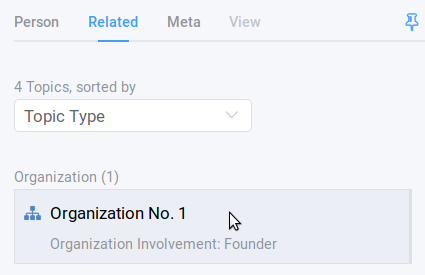 Person Related Meta View
4 Topics, sorted by
Topic Type
Organization (1)
Organization No. 1
Organization Involvement: Founder